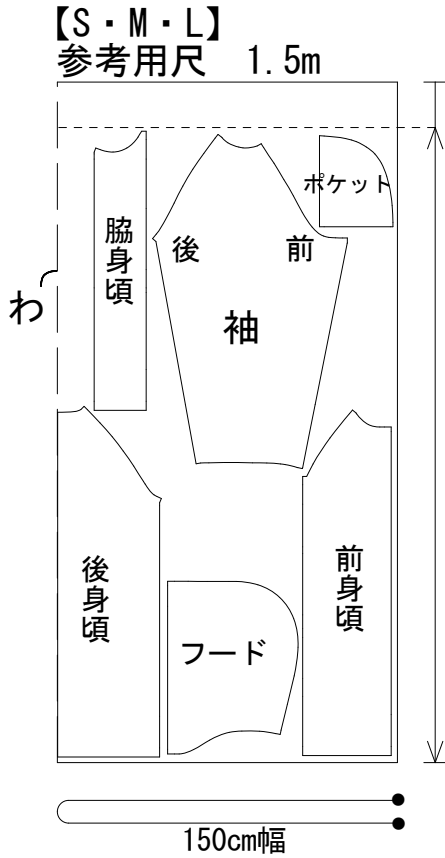 【S・M・L】
参考用尺 1.5m
ポケット
脇身頃
後
前
袖
わ
後身頃
前身頃
フード
150cm幅